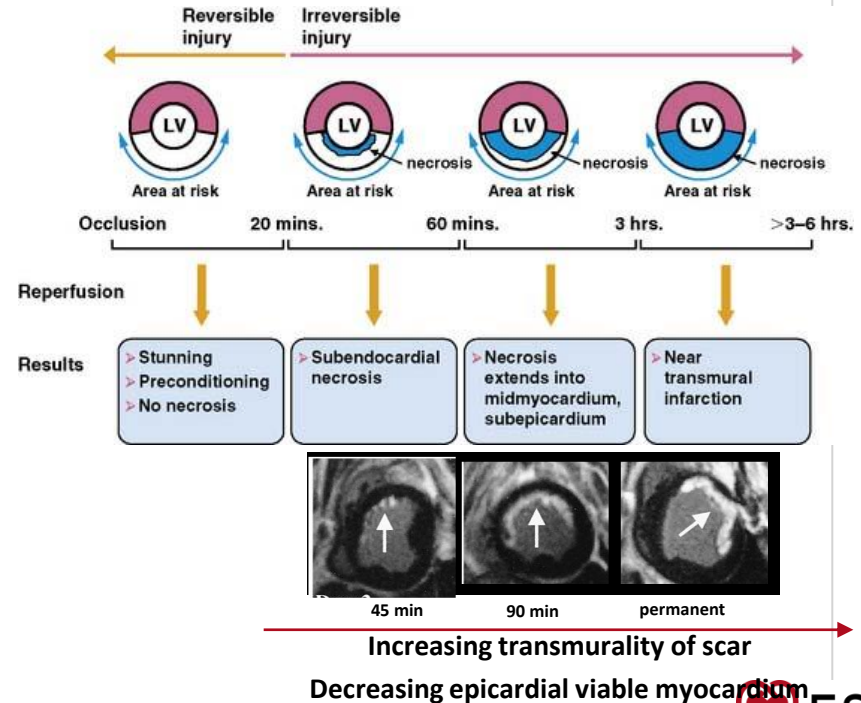 Reversible injury
Irreversible injury
LV
LV
LV
LV
necrosis
necrosis
necrosis
Area at risk
Area at risk
Area at risk
Area at risk
Occlusion
20 mins.
60 mins.
3 hrs.
>3–6 hrs.
Reperfusion
Results
➢ Stunning
➢ Preconditioning
➢ No necrosis
➢ Subendocardial
necrosis
➢ Necrosis
extends into
midmyocardium,
subepicardium
➢ Near
transmural
infarction
45 min
90 min
permanent
Increasing transmurality of scar
Decreasing epicardial viable myocardium